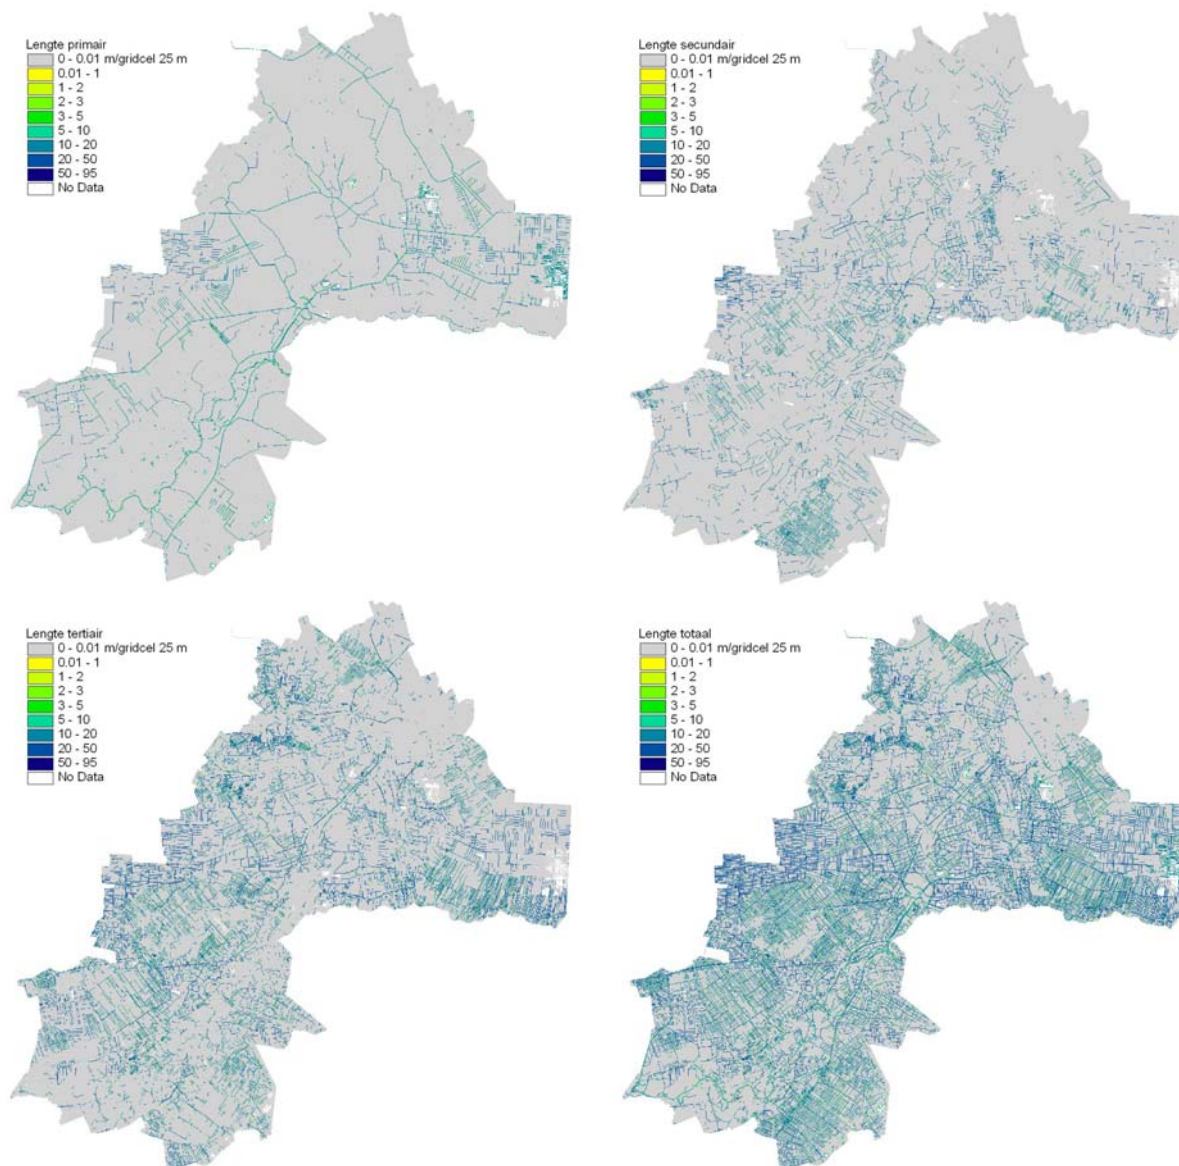 Lengte primair
0 - 0.01 m/gridcel 25 m
0.01 - 1
1 - 2
2 - 3
3 - 5
5 - 10
10 - 20
20 - 50
50 - 95
No Data
Lengte secundair
0 - 0.01 m/gridcel 25 m
0.01 - 1
1 - 2
2 - 3
3 - 5
5 - 10
10 - 20
20 - 50
50 - 95
No Data
Lengte tertiair
0 - 0.01 m/gridcel 25 m
0.01 - 1
1 - 2
2 - 3
3 - 5
5 - 10
10 - 20
20 - 50
50 - 95
No Data
Lengte totaal
0 - 0.01 m/gridcel 25 m
0.01 - 1
1 - 2
2 - 3
3 - 5
5 - 10
10 - 20
20 - 50
50 - 95
No Data